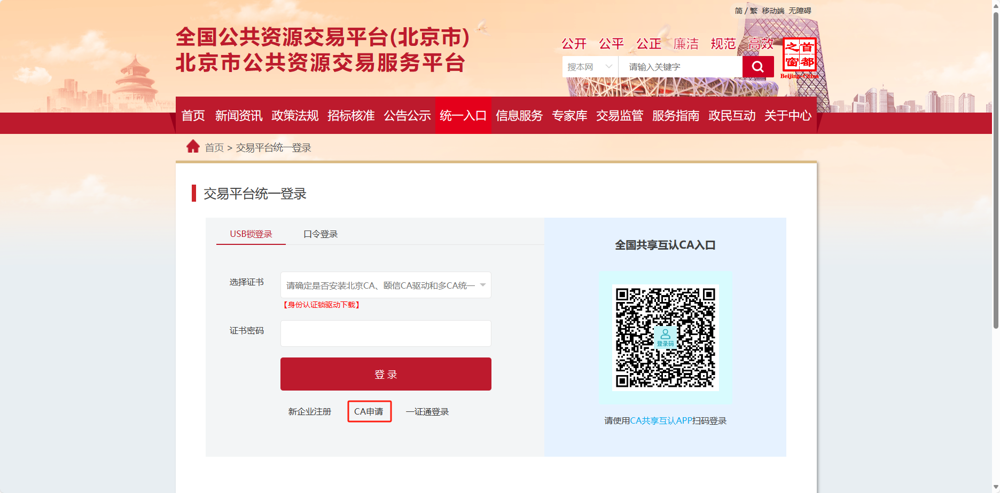 简 / 繁 移动端 无障碍
全国公共资源交易平台(北京市)
北京市公共资源交易服务平台
公开 公平 公正 廉洁 规范 高效
首都之窗
Beijing-China
搜本网 请输入关键字
首页 新闻资讯 政策法规 招标核准 公告公示 统一入口 信息服务 专家库 交易监管 服务指南 政民互动 关于中心
首页 > 交易平台统一登录
交易平台统一登录
USB锁登录 口令登录
选择证书 请确定是否安装北京CA、颐信CA驱动和多CA统一
【身份认证锁驱动下载】
证书密码
登 录
新企业注册 CA申请 一证通登录
全国共享互认CA入口
登录码
请使用CA共享互认APP扫码登录